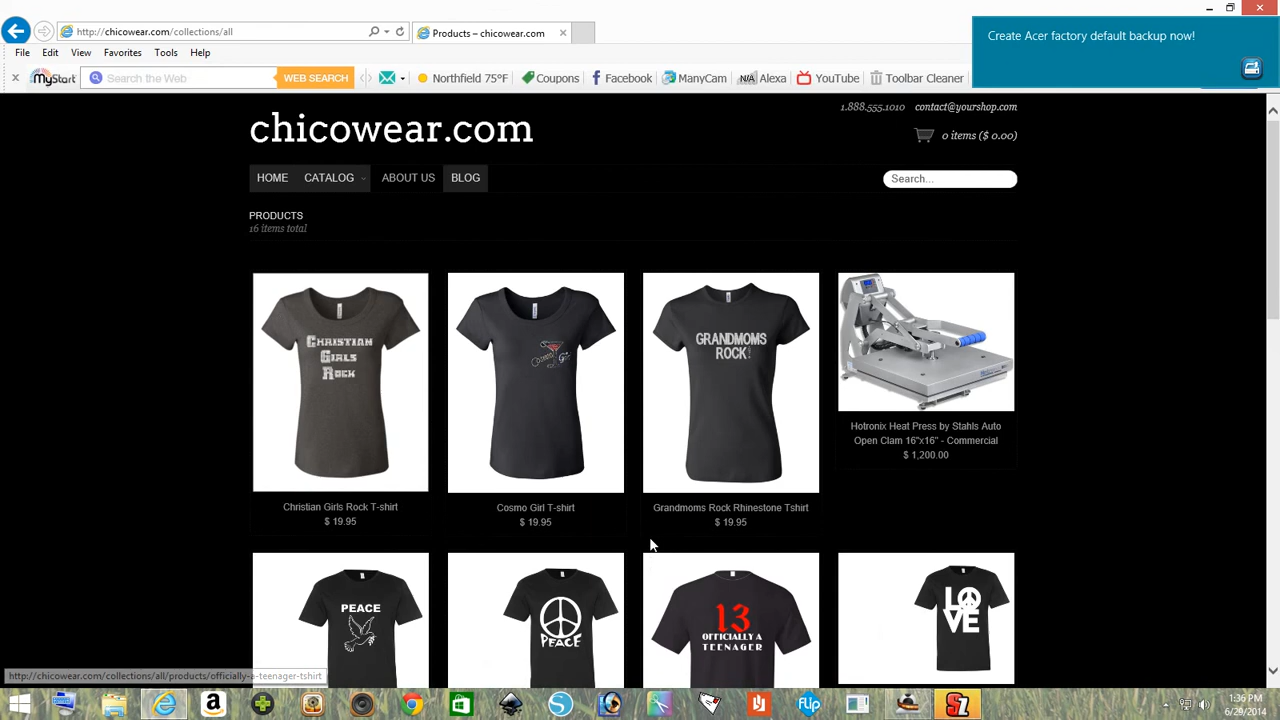 http://chicowear.com/collections/all
Products – chicowear.com
Create Acer factory default backup now!
File Edit View Favorites Tools Help
MyStart Search the Web WEB SEARCH Northfield 75°F Coupons Facebook ManyCam N/A Alexa YouTube Toolbar Cleaner
1.888.555.1010 contact@yourshop.com
chicowear.com
0 items ($ 0.00)
HOME CATALOG ABOUT US BLOG
Search...
PRODUCTS
16 items total
CHRISTIAN
GIRLS
ROCK
GRANDMOMS
ROCK!
Hotronix Heat Press by Stahls Auto
Open Clam 16"x16" - Commercial
$ 1,200.00
Christian Girls Rock T-shirt
$ 19.95
Cosmo Girl T-shirt
$ 19.95
Grandmoms Rock Rhinestone Tshirt
$ 19.95
PEACE
PEACE
13
OFFICIALLY A
TEENAGER
LO
VE
http://chicowear.com/collections/all/products/officially-a-teenager-tshirt
flip
1:36 PM
6/29/2014